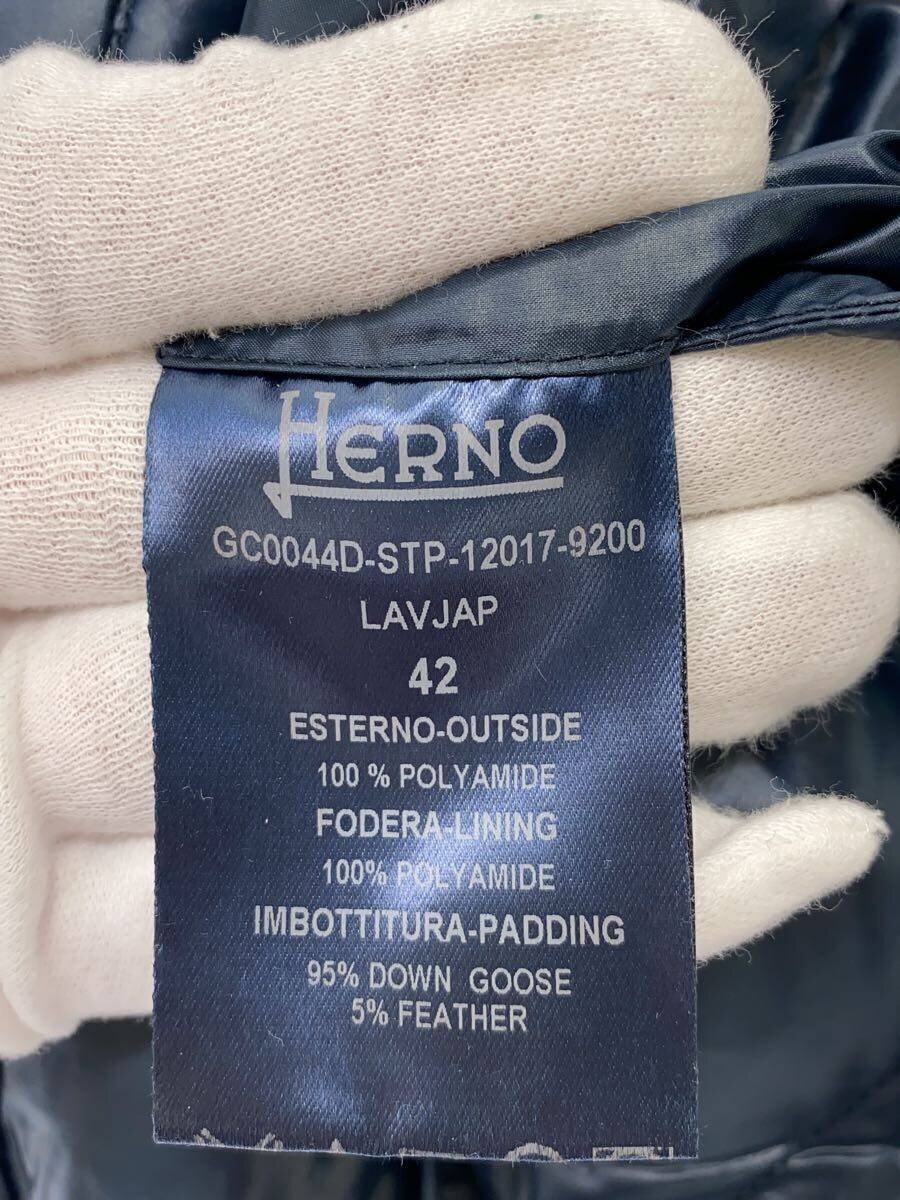 HERNO
GC0044D-STP-12017-9200
LAVJAP
42
ESTERNO-OUTSIDE
100 % POLYAMIDE
FODERA-LINING
100% POLYAMIDE
IMBOTTITURA-PADDING
95% DOWN GOOSE
5% FEATHER